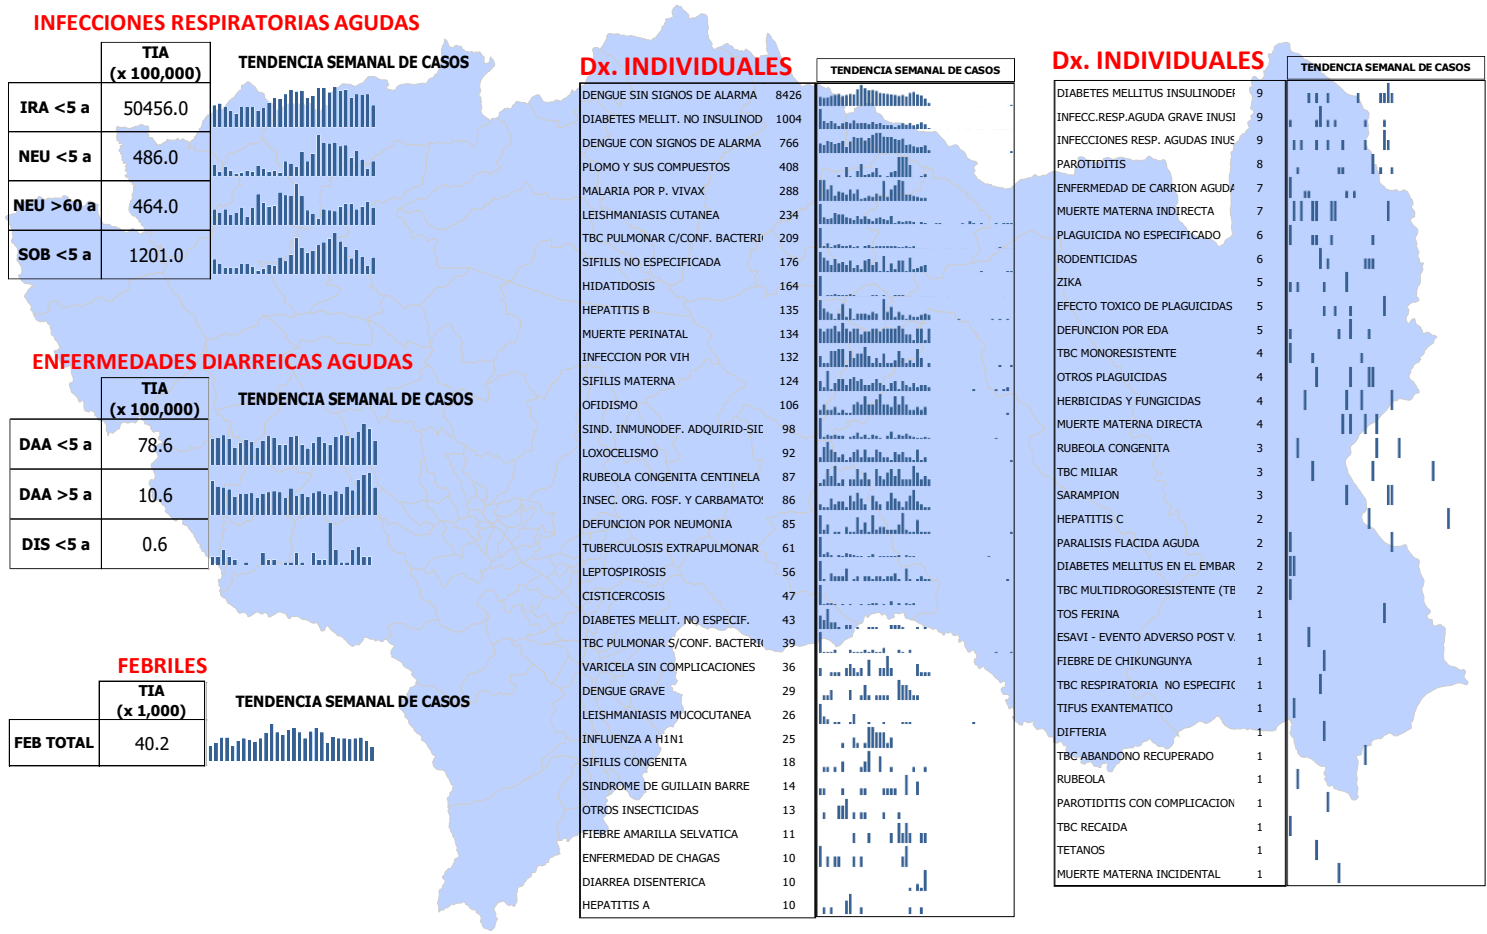 INFECCIONES RESPIRATORIAS AGUDAS
TIA
(x 100,000)
TENDENCIA SEMANAL DE CASOS
IRA <5 a 50456.0
NEU <5 a 486.0
NEU >60 a 464.0
SOB <5 a 1201.0
ENFERMEDADES DIARREICAS AGUDAS
TIA
(x 100,000)
TENDENCIA SEMANAL DE CASOS
DAA <5 a 78.6
DAA >5 a 10.6
DIS <5 a 0.6
FEBRILES
TIA
(x 1,000)
TENDENCIA SEMANAL DE CASOS
FEB TOTAL 40.2
Dx. INDIVIDUALES
TENDENCIA SEMANAL DE CASOS
DENGUE SIN SIGNOS DE ALARMA 8426
DIABETES MELLIT. NO INSULINOD 1004
DENGUE CON SIGNOS DE ALARMA 766
PLOMO Y SUS COMPUESTOS 408
MALARIA POR P. VIVAX 288
LEISHMANIASIS CUTANEA 234
TBC PULMONAR C/CONF. BACTERI 209
SIFILIS NO ESPECIFICADA 176
HIDATIDOSIS 164
HEPATITIS B 135
MUERTE PERINATAL 134
INFECCION POR VIH 132
SIFILIS MATERNA 124
OFIDISMO 106
SIND. INMUNODEF. ADQUIRID-SID 98
LOXOCELISMO 92
RUBEOLA CONGENITA CENTINELA 87
INSEC. ORG. FOSF. Y CARBAMATOS 86
DEFUNCION POR NEUMONIA 85
TUBERCULOSIS EXTRAPULMONAR 61
LEPTOSPIROSIS 56
CISTICERCOSIS 47
DIABETES MELLIT. NO ESPECIF. 43
TBC PULMONAR S/CONF. BACTERIO 39
VARICELA SIN COMPLICACIONES 36
DENGUE GRAVE 29
LEISHMANIASIS MUCOCUTANEA 26
INFLUENZA A H1N1 25
SIFILIS CONGENITA 18
SINDROME DE GUILLAIN BARRE 14
OTROS INSECTICIDAS 13
FIEBRE AMARILLA SELVATICA 11
ENFERMEDAD DE CHAGAS 10
DIARREA DISENTERICA 10
HEPATITIS A 10
Dx. INDIVIDUALES
TENDENCIA SEMANAL DE CASOS
DIABETES MELLITUS INSULINODEP 9
INFECC.RESP.AGUDA GRAVE INUSI 9
INFECCIONES RESP. AGUDAS INUS 9
PAROTIDITIS 8
ENFERMEDAD DE CARRION AGUDA 7
MUERTE MATERNA INDIRECTA 7
PLAGUICIDA NO ESPECIFICADO 6
RODENTICIDAS 6
ZIKA 5
EFECTO TOXICO DE PLAGUICIDAS 5
DEFUNCION POR EDA 5
TBC MONORESISTENTE 4
OTROS PLAGUICIDAS 4
HERBICIDAS Y FUNGICIDAS 4
MUERTE MATERNA DIRECTA 4
RUBEOLA CONGENITA 3
TBC MILIAR 3
SARAMPION 3
HEPATITIS C 2
PARALISIS FLACIDA AGUDA 2
DIABETES MELLITUS EN EL EMBAR 2
TBC MULTIDROGORESISTENTE (TB 2
TOS FERINA 1
ESAVI - EVENTO ADVERSO POST V. 1
FIEBRE DE CHIKUNGUNYA 1
TBC RESPIRATORIA NO ESPECIFIC 1
TIFUS EXANTEMATICO 1
DIFTERIA 1
TBC ABANDONO RECUPERADO 1
RUBEOLA 1
PAROTIDITIS CON COMPLICACION 1
TBC RECAIDA 1
TETANOS 1
MUERTE MATERNA INCIDENTAL 1